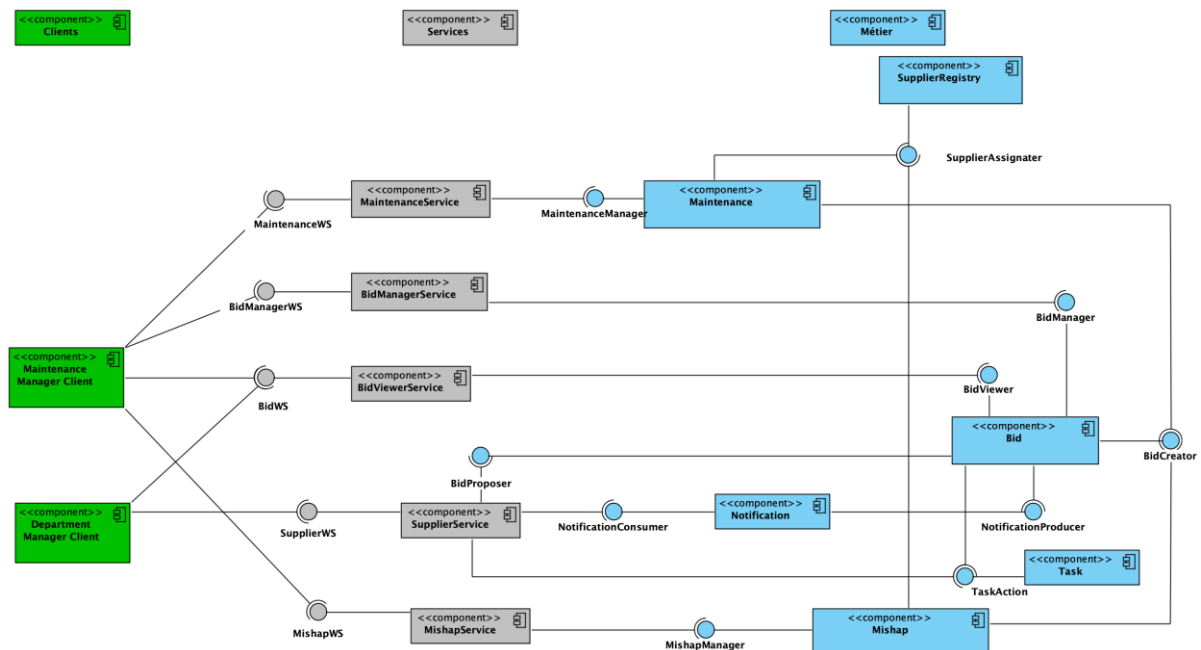 <<component>>
Clients
<<component>>
Services
<<component>>
Métier
<<component>>
SupplierRegistry
SupplierAssignater
<<component>>
MaintenanceService
<<component>>
Maintenance
MaintenanceWS
MaintenanceManager
<<component>>
BidManagerService
BidManagerWS
BidManager
<<component>>
Maintenance
Manager Client
<<component>>
BidViewerService
BidWS
BidViewer
<<component>>
Bid
BidCreator
BidProposer
<<component>>
Department
Manager Client
<<component>>
SupplierService
<<component>>
Notification
SupplierWS
NotificationConsumer
NotificationProducer
<<component>>
Task
TaskAction
<<component>>
MishapService
<<component>>
Mishap
MishapWS
MishapManager